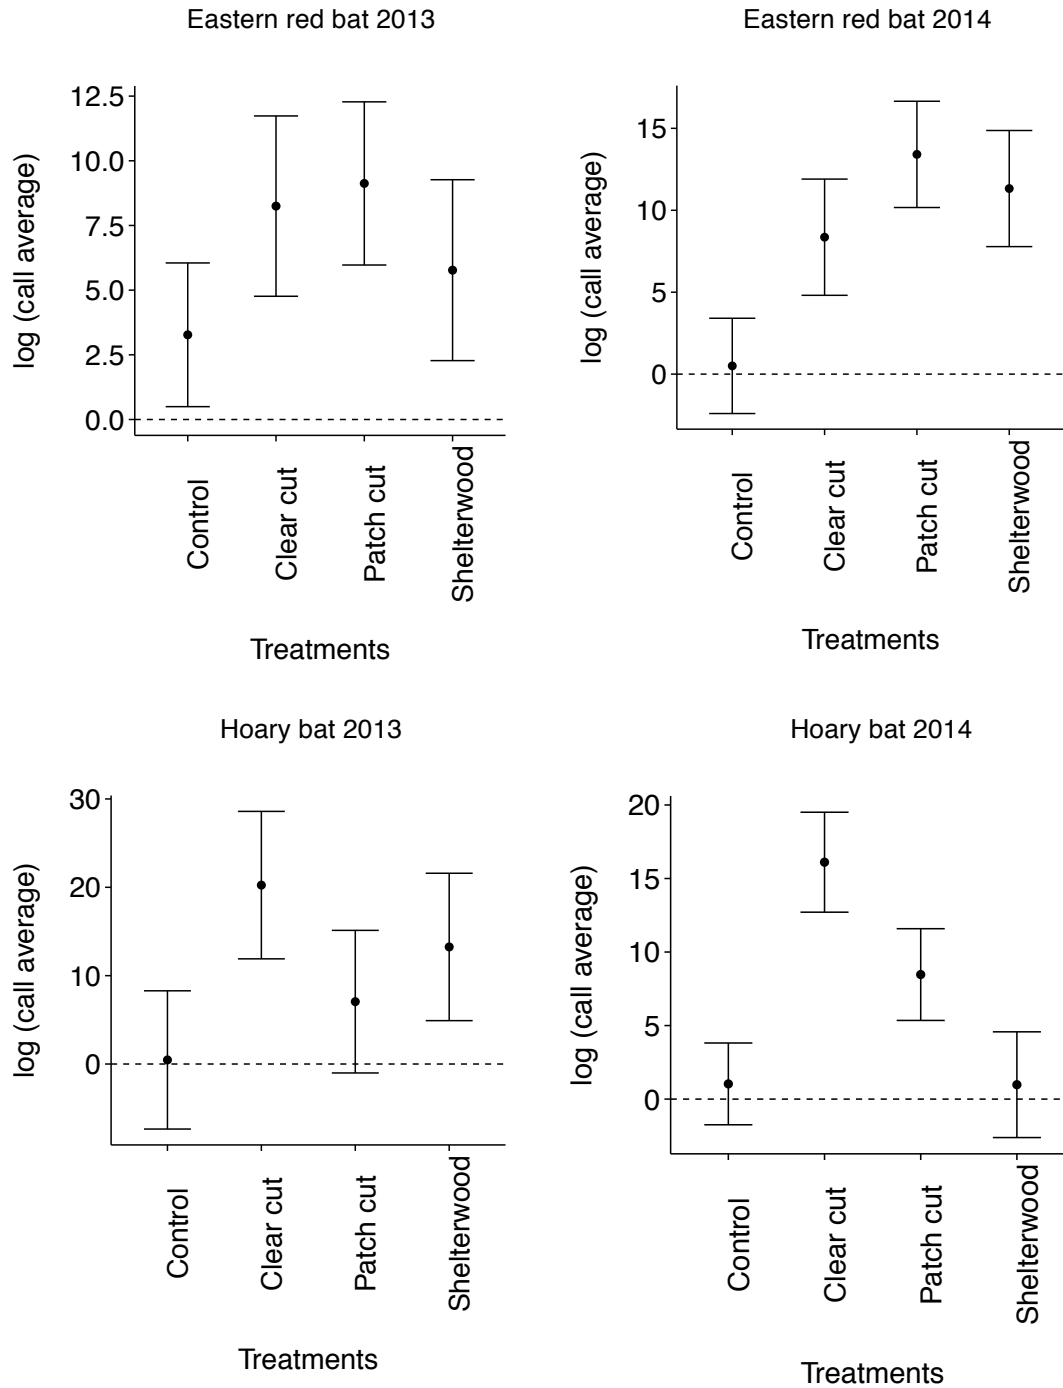 Eastern red bat 2013
log (call average)
12.5
10.0
7.5
5.0
2.5
0.0
Control
Clear cut
Patch cut
Shelterwood
Treatments
Eastern red bat 2014
log (call average)
15
10
5
0
Control
Clear cut
Patch cut
Shelterwood
Treatments
Hoary bat 2013
log (call average)
30
20
10
0
Control
Clear cut
Patch cut
Shelterwood
Treatments
Hoary bat 2014
log (call average)
20
15
10
5
0
Control
Clear cut
Patch cut
Shelterwood
Treatments